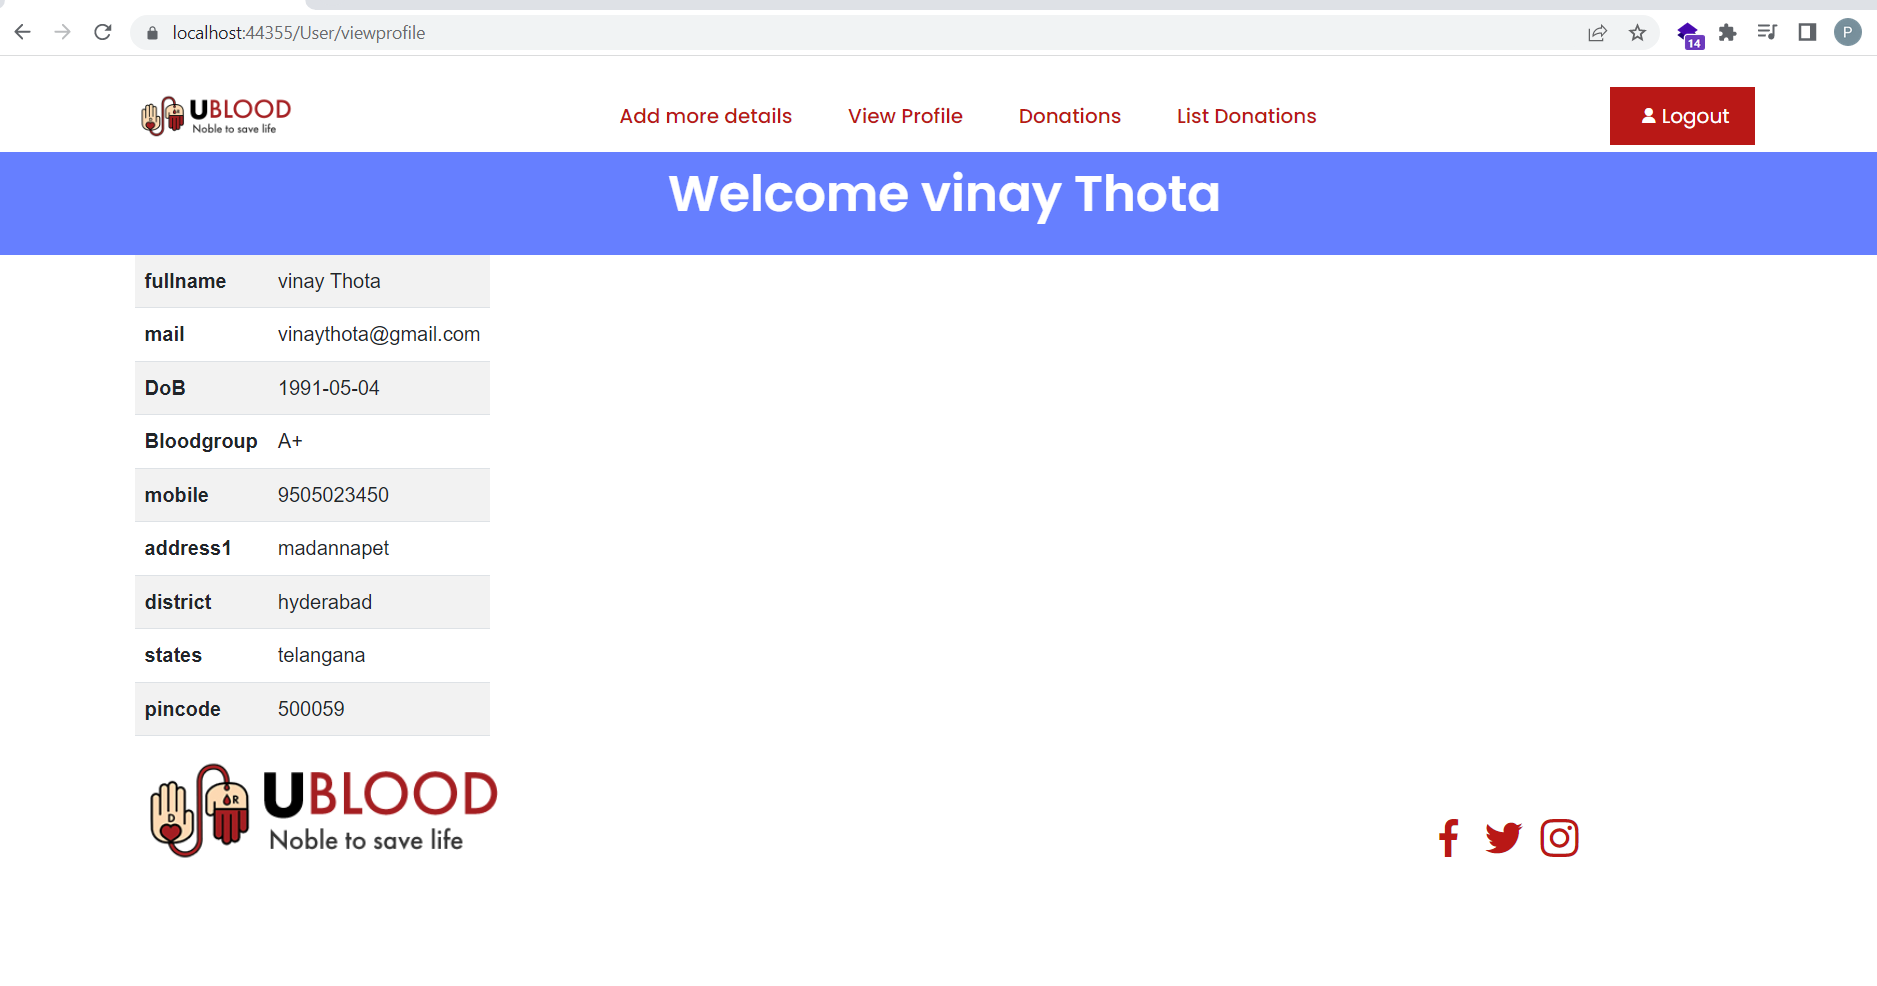 localhost:44355/User/viewprofile
14
P
UBLOOD
Noble to save life
Add more details View Profile Donations List Donations
Logout
Welcome vinay Thota
fullname vinay Thota
mail vinaythota@gmail.com
DoB 1991-05-04
Bloodgroup A+
mobile 9505023450
address1 madannapet
district hyderabad
states telangana
pincode 500059
D R
UBLOOD
Noble to save life